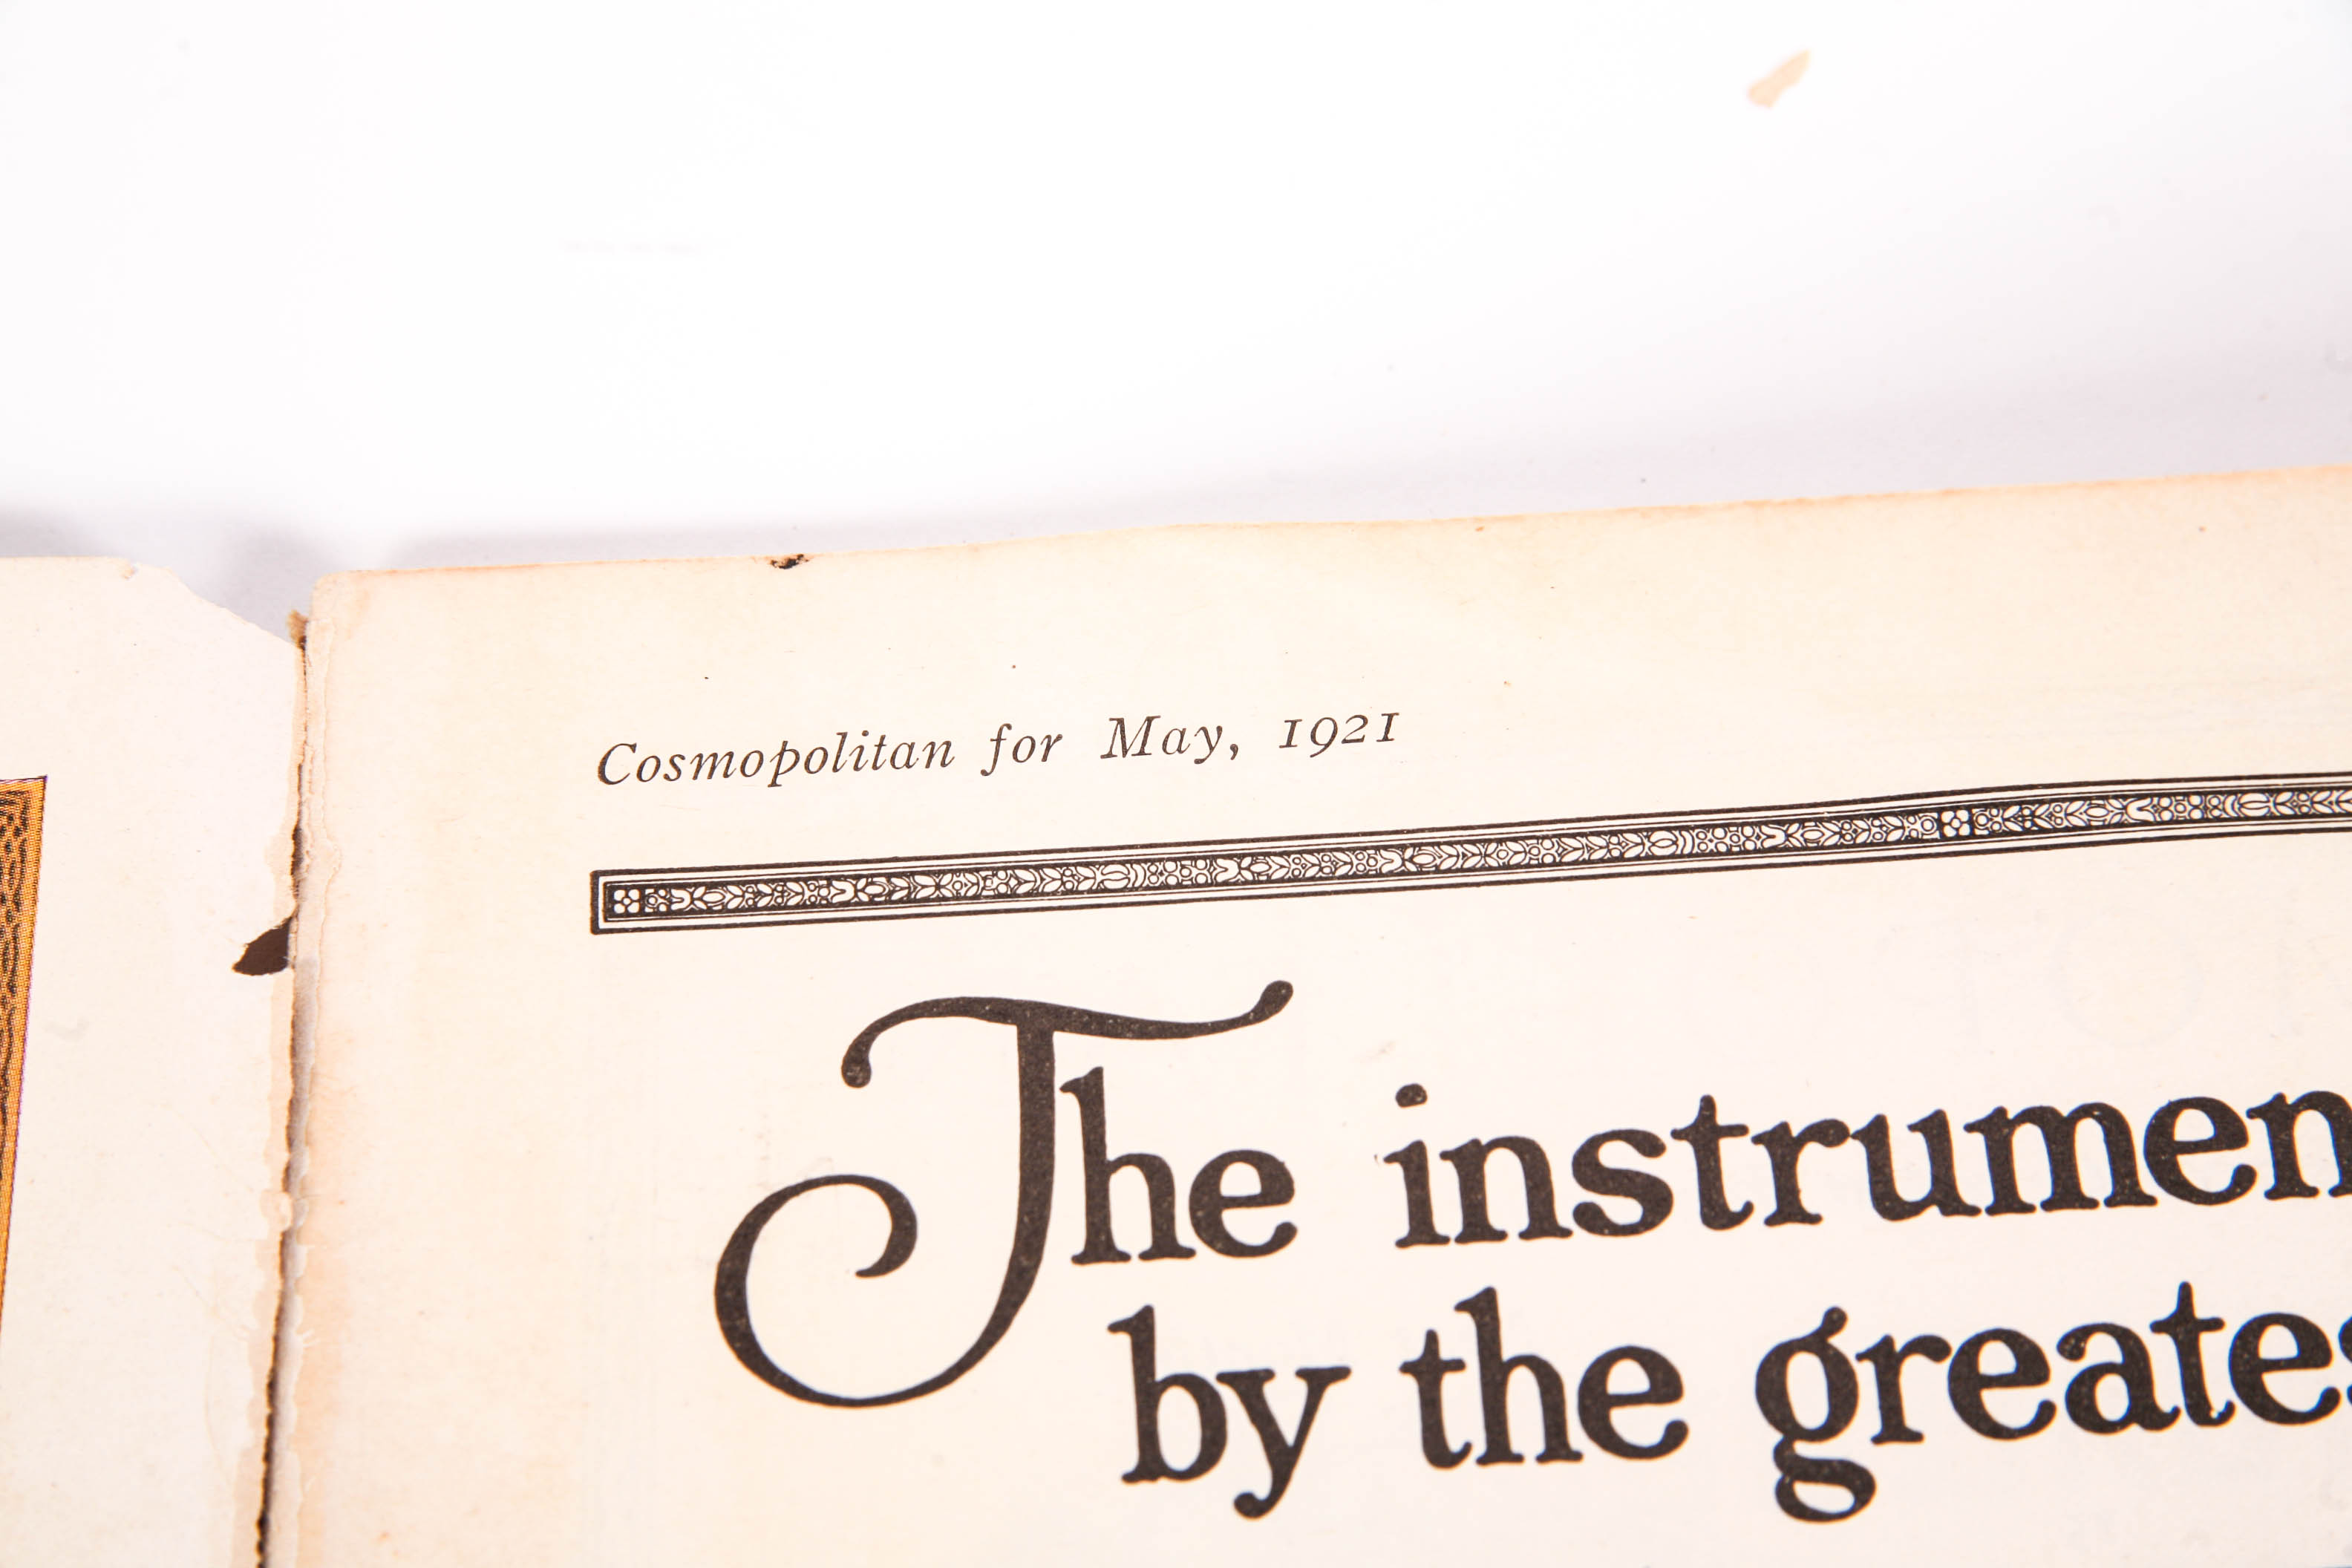 Cosmopolitan for May, 1921
The instrumen
by the greates